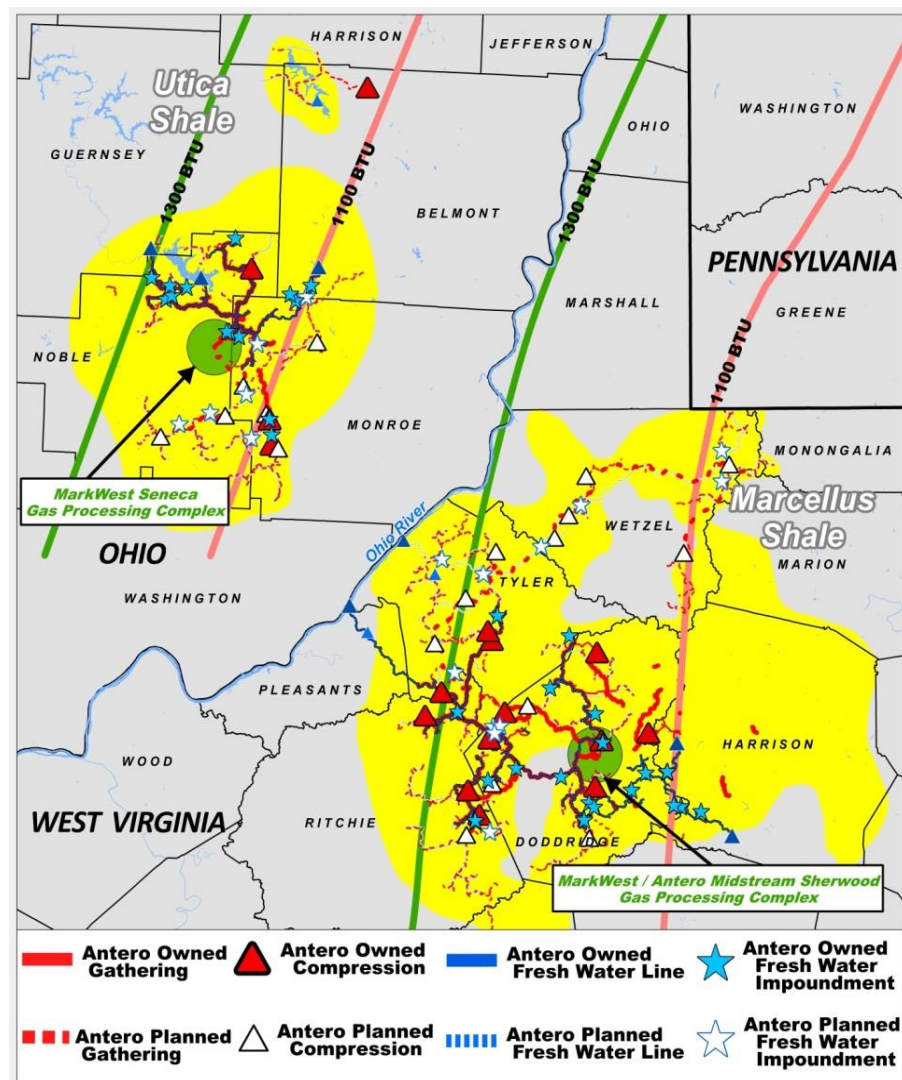 HARRISON
JEFFERSON
Utica
Shale
OHIO
WASHINGTON
GUERNSEY
1300 BTU
1100 BTU
1300 BTU
BELMONT
PENNSYLVANIA
MARSHALL
GREENE
NOBLE
1100 BTU
MONROE
MONONGALIA
MarkWest Seneca
Gas Processing Complex
Marcellus
Shale
WETZEL
OHIO
Ohio River
MARION
TYLER
WASHINGTON
PLEASANTS
HARRISON
WOOD
WEST VIRGINIA
RITCHIE
DODDRIDGE
MarkWest / Antero Midstream Sherwood
Gas Processing Complex
Antero Owned
Gathering
Antero Owned
Compression
Antero Owned
Fresh Water Line
Antero Owned
Fresh Water
Impoundment
Antero Planned
Gathering
Antero Planned
Compression
Antero Planned
Fresh Water Line
Antero Planned
Fresh Water
Impoundment